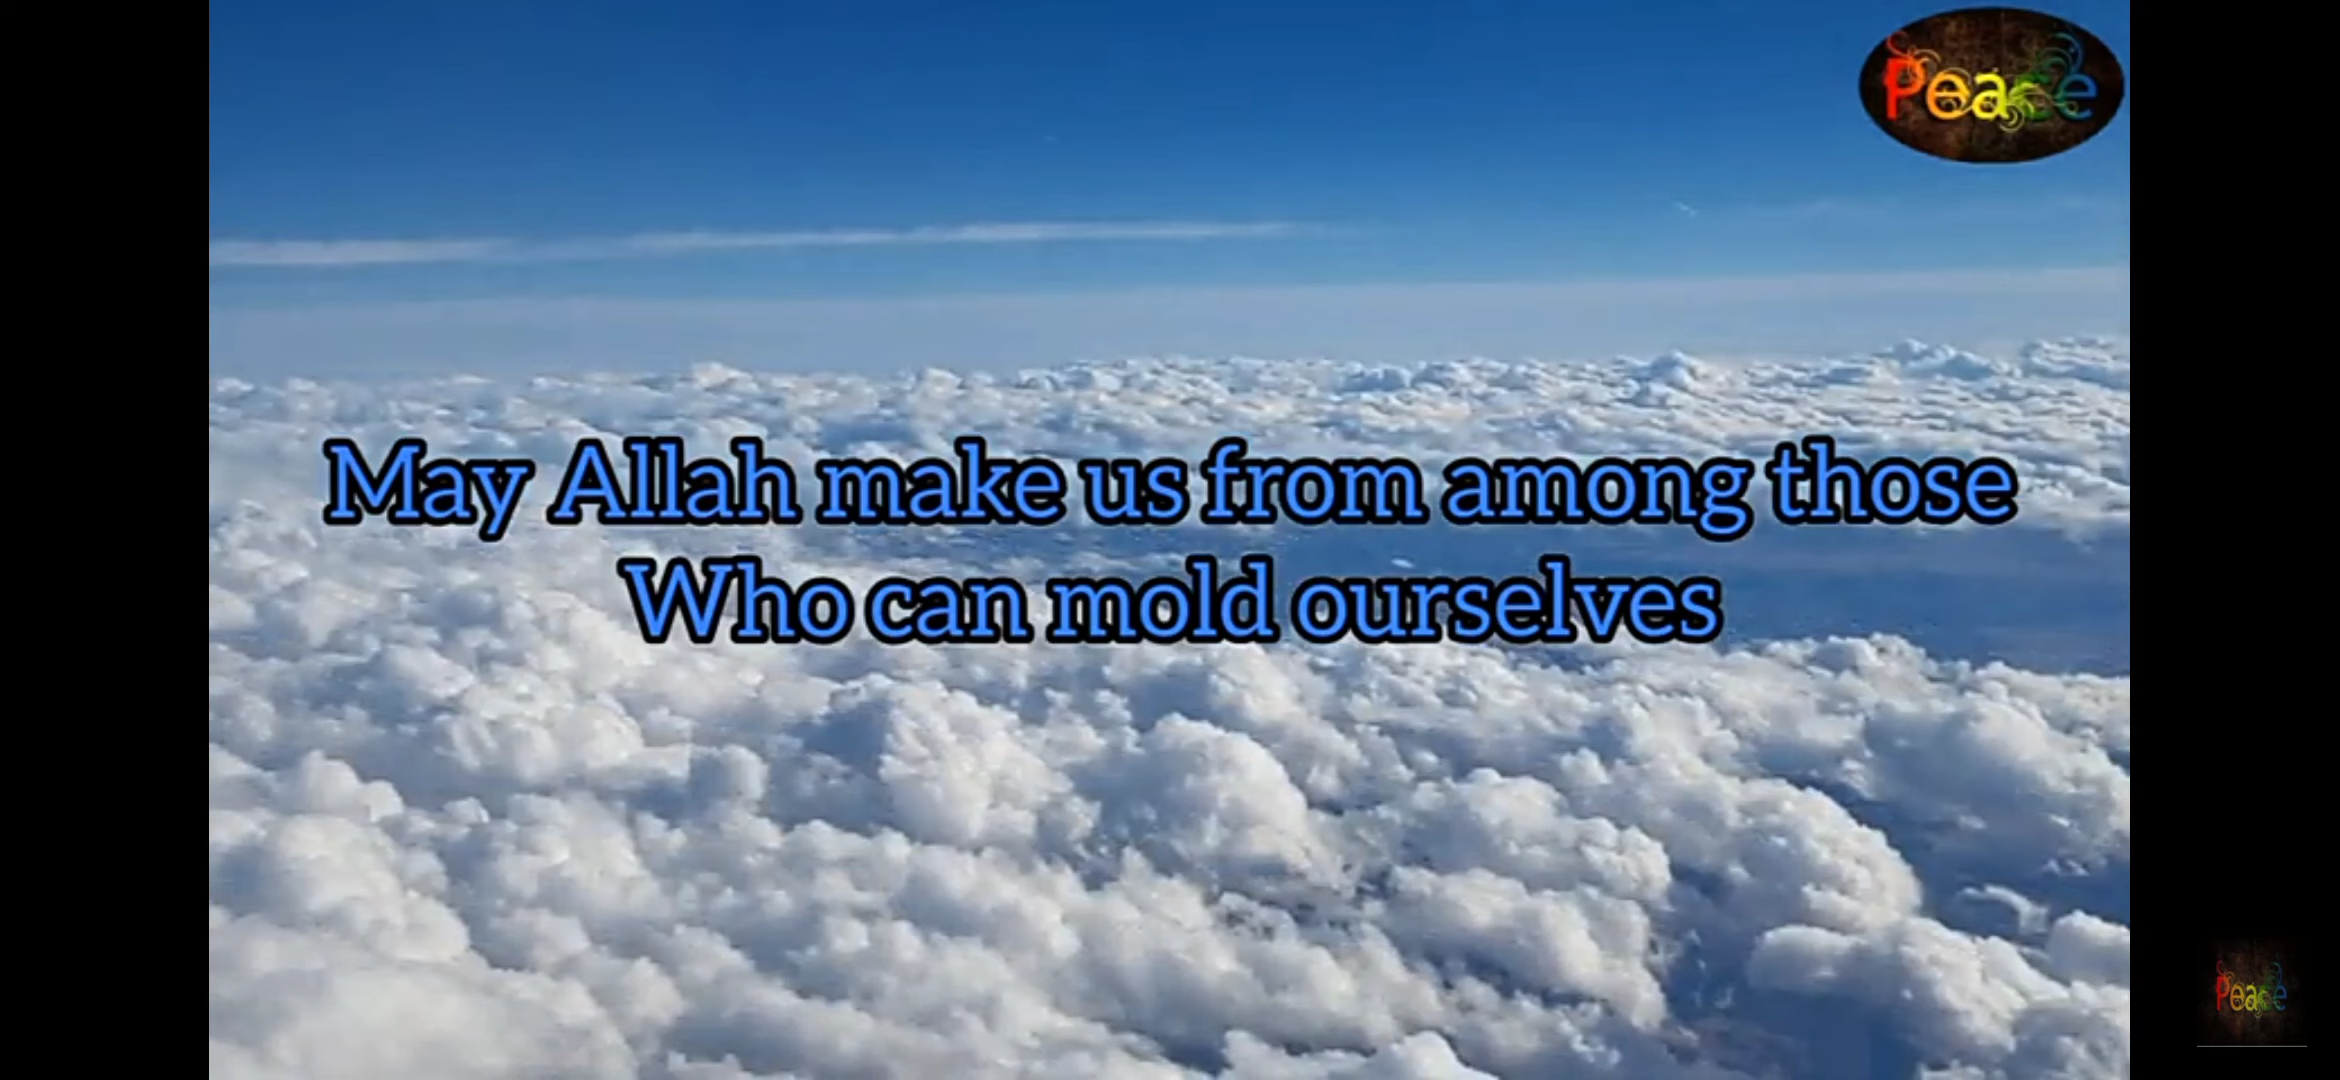 Peace
May Allah make us from among those
Who can mold ourselves
Peace